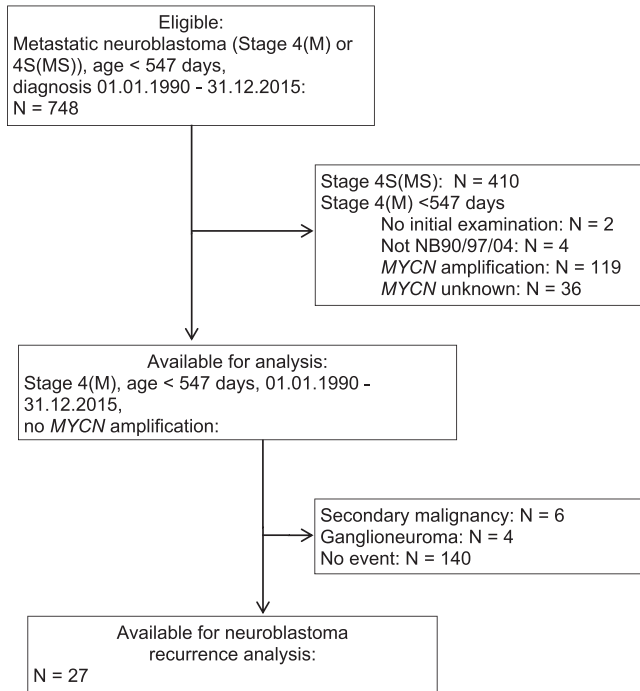 Eligible:
Metastatic neuroblastoma (Stage 4(M) or
4S(MS)), age < 547 days,
diagnosis 01.01.1990 - 31.12.2015:
N = 748
Stage 4S(MS): N = 410
Stage 4(M) <547 days
No initial examination: N = 2
Not NB90/97/04: N = 4
MYCN amplification: N = 119
MYCN unknown: N = 36
Available for analysis:
Stage 4(M), age < 547 days, 01.01.1990 -
31.12.2015,
no MYCN amplification:
Secondary malignancy: N = 6
Ganglioneuroma: N = 4
No event: N = 140
Available for neuroblastoma
recurrence analysis:
N = 27